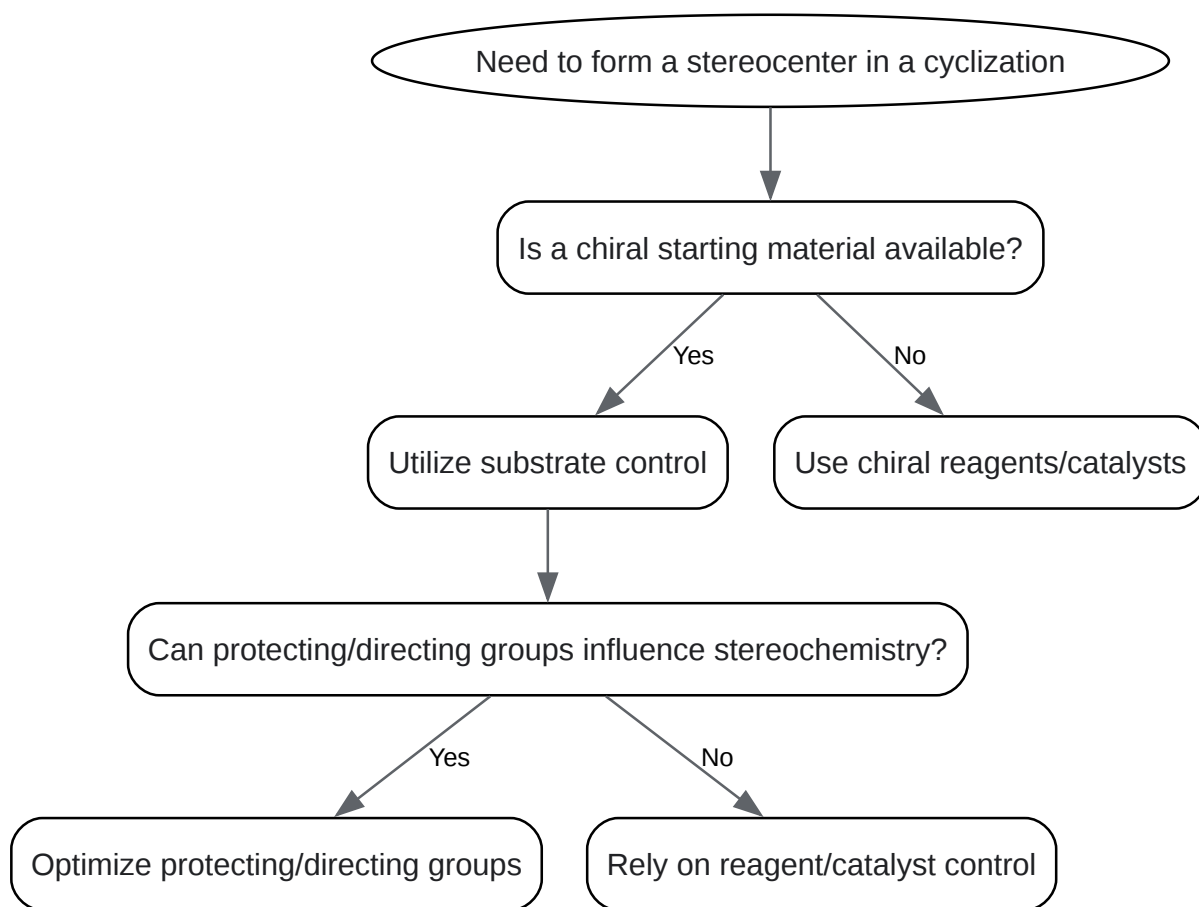 Need to form a stereocenter in a cyclization
Is a chiral starting material available?
Yes
No
Utilize substrate control
Use chiral reagents/catalysts
Can protecting/directing groups influence stereochemistry?
Yes
No
Optimize protecting/directing groups
Rely on reagent/catalyst control